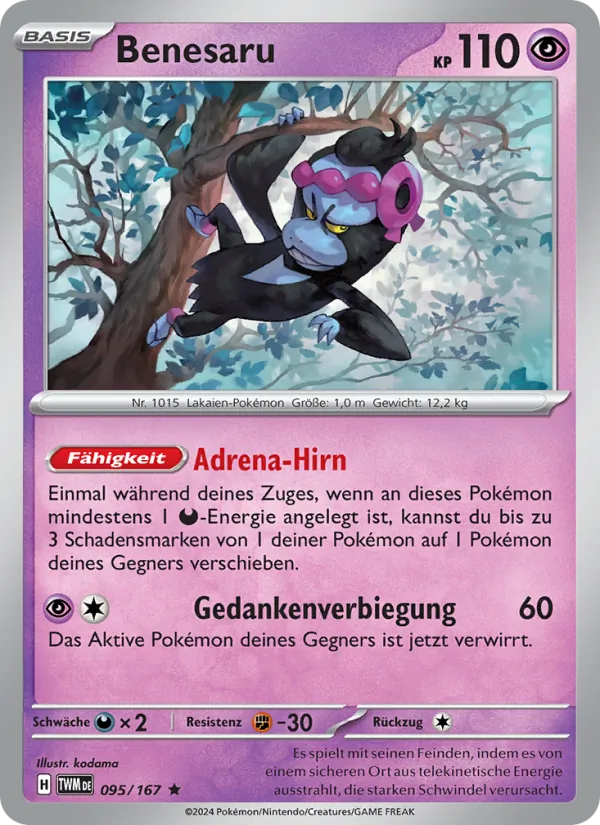 BASIS
Benesaru
KP 110
Nr. 1015 Lakaien-Pokémon Größe: 1,0 m Gewicht: 12,2 kg
Fähigkeit Adrena-Hirn
Einmal während deines Zuges, wenn an dieses Pokémon
mindestens 1 -Energie angelegt ist, kannst du bis zu
3 Schadensmarken von 1 deiner Pokémon auf 1 Pokémon
deines Gegners verschieben.
Gedankenverbiegung 60
Das Aktive Pokémon deines Gegners ist jetzt verwirrt.
Schwäche ×2 Resistenz -30 Rückzug
Illustr. kodama
H TWM DE 095/167 ★
Es spielt mit seinen Feinden, indem es von
einem sicheren Ort aus telekinetische Energie
ausstrahlt, die starken Schwindel verursacht.
©2024 Pokémon/Nintendo/Creatures/GAME FREAK